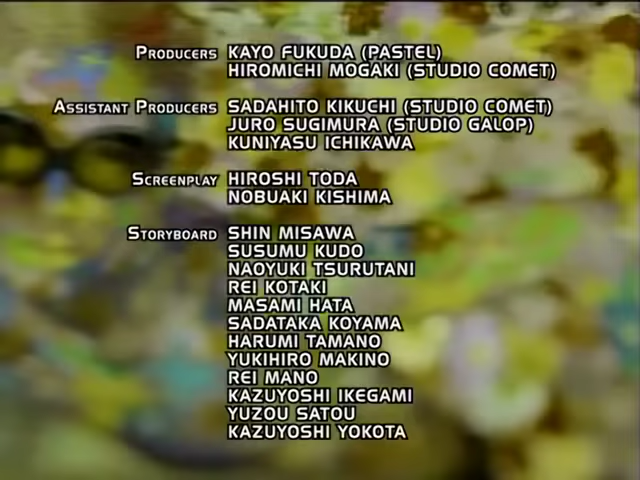 PRODUCERS KAYO FUKUDA (PASTEL)
HIROMICHI MOGAKI (STUDIO COMET)
ASSISTANT PRODUCERS SADAHITO KIKUCHI (STUDIO COMET)
JURO SUGIMURA (STUDIO GALOP)
KUNIYASU ICHIKAWA
SCREENPLAY HIROSHI TODA
NOBUAKI KISHIMA
STORYBOARD SHIN MISAWA
SUSUMU KUDO
NAOYUKI TSURUTANI
REI KOTAKI
MASAMI HATA
SADATAKA KOYAMA
HARUMI TAMANO
YUKIHIRO MAKINO
REI MANO
KAZUYOSHI IKEGAMI
YUZOU SATOU
KAZUYOSHI YOKOTA